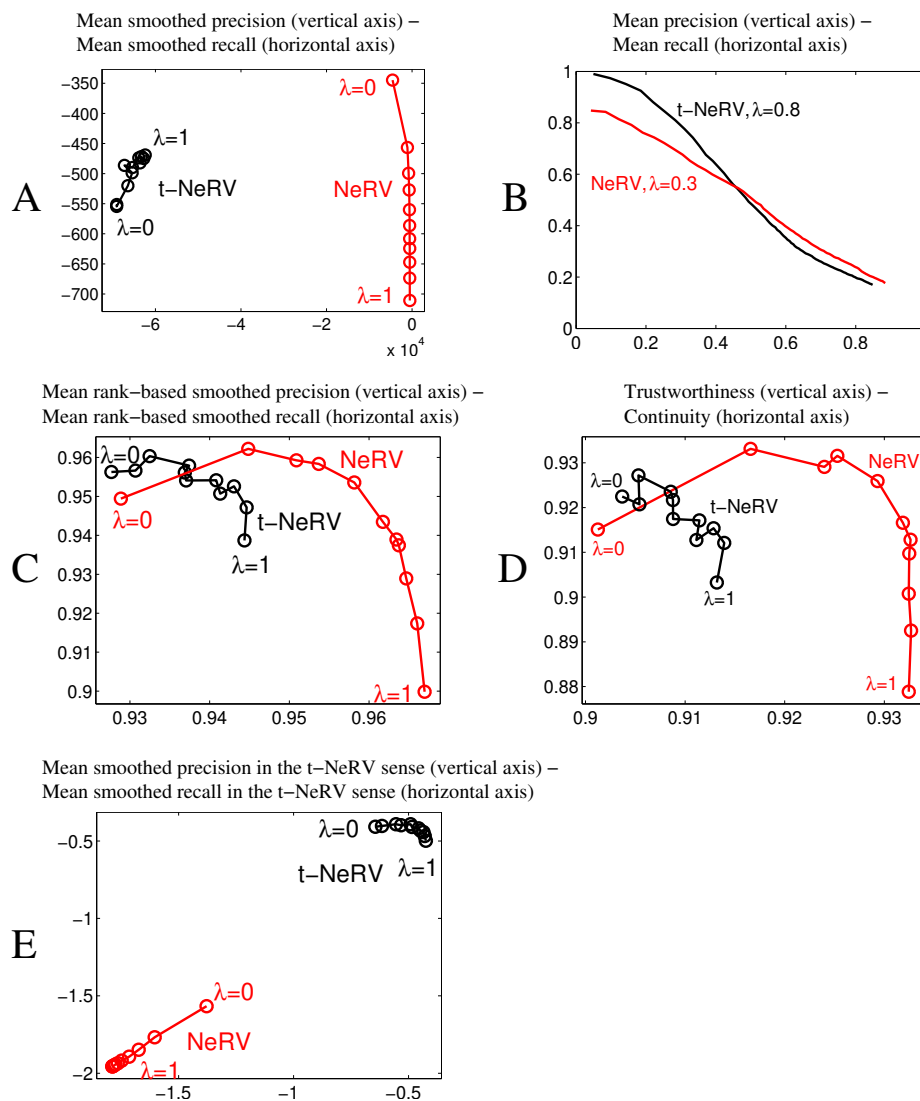 Mean smoothed precision (vertical axis) –
Mean smoothed recall (horizontal axis)
A
−350
−400
−450
−500
−550
−600
−650
−700
−6
−4
−2
0
x 10⁴
λ=0
λ=1
t−NeRV
λ=0
NeRV
λ=1
Mean precision (vertical axis) –
Mean recall (horizontal axis)
B
1
0.8
0.6
0.4
0.2
0
0
0.2
0.4
0.6
0.8
t−NeRV, λ=0.8
NeRV, λ=0.3
Mean rank−based smoothed precision (vertical axis) –
Mean rank−based smoothed recall (horizontal axis)
C
0.96
0.95
0.94
0.93
0.92
0.91
0.9
0.93
0.94
0.95
0.96
λ=0
NeRV
λ=0
t−NeRV
λ=1
λ=1
Trustworthiness (vertical axis) –
Continuity (horizontal axis)
D
0.93
0.92
0.91
0.9
0.89
0.88
0.9
0.91
0.92
0.93
NeRV
λ=0
t−NeRV
λ=0
λ=1
λ=1
Mean smoothed precision in the t−NeRV sense (vertical axis) –
Mean smoothed recall in the t−NeRV sense (horizontal axis)
E
−0.5
−1
−1.5
−2
−1.5
−1
−0.5
λ=0
t−NeRV
λ=1
λ=0
NeRV
λ=1